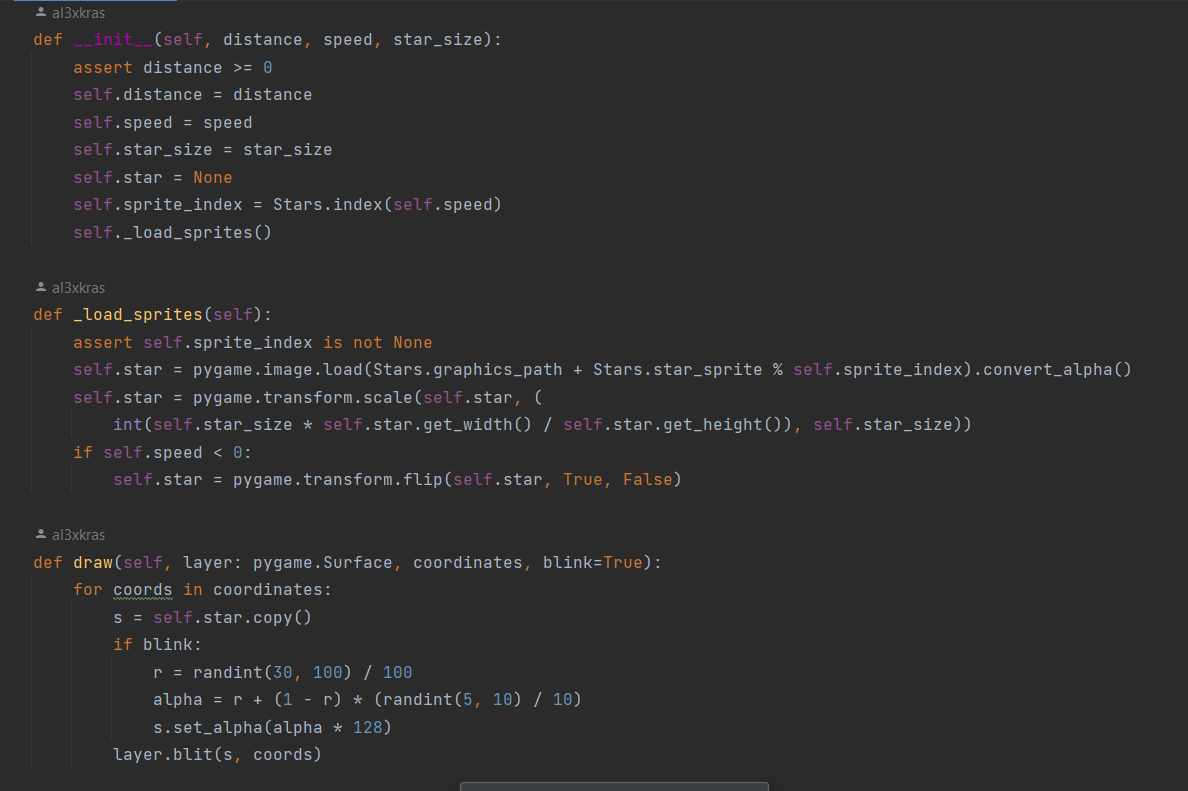 al3xkras
def __init__(self, distance, speed, star_size):
    assert distance >= 0
    self.distance = distance
    self.speed = speed
    self.star_size = star_size
    self.star = None
    self.sprite_index = Stars.index(self.speed)
    self._load_sprites()
al3xkras
def _load_sprites(self):
    assert self.sprite_index is not None
    self.star = pygame.image.load(Stars.graphics_path + Stars.star_sprite % self.sprite_index).convert_alpha()
    self.star = pygame.transform.scale(self.star, (
        int(self.star_size * self.star.get_width() / self.star.get_height()), self.star_size))
    if self.speed < 0:
        self.star = pygame.transform.flip(self.star, True, False)
al3xkras
def draw(self, layer: pygame.Surface, coordinates, blink=True):
    for coords in coordinates:
        s = self.star.copy()
        if blink:
            r = randint(30, 100) / 100
            alpha = r + (1 - r) * (randint(5, 10) / 10)
            s.set_alpha(alpha * 128)
        layer.blit(s, coords)